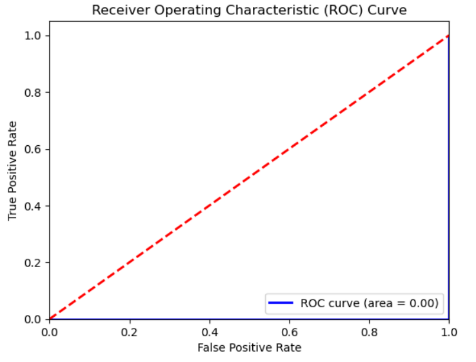 Receiver Operating Characteristic (ROC) Curve
True Positive Rate
1.0
0.8
0.6
0.4
0.2
0.0
ROC curve (area = 0.00)
0.0 0.2 0.4 0.6 0.8 1.0
False Positive Rate